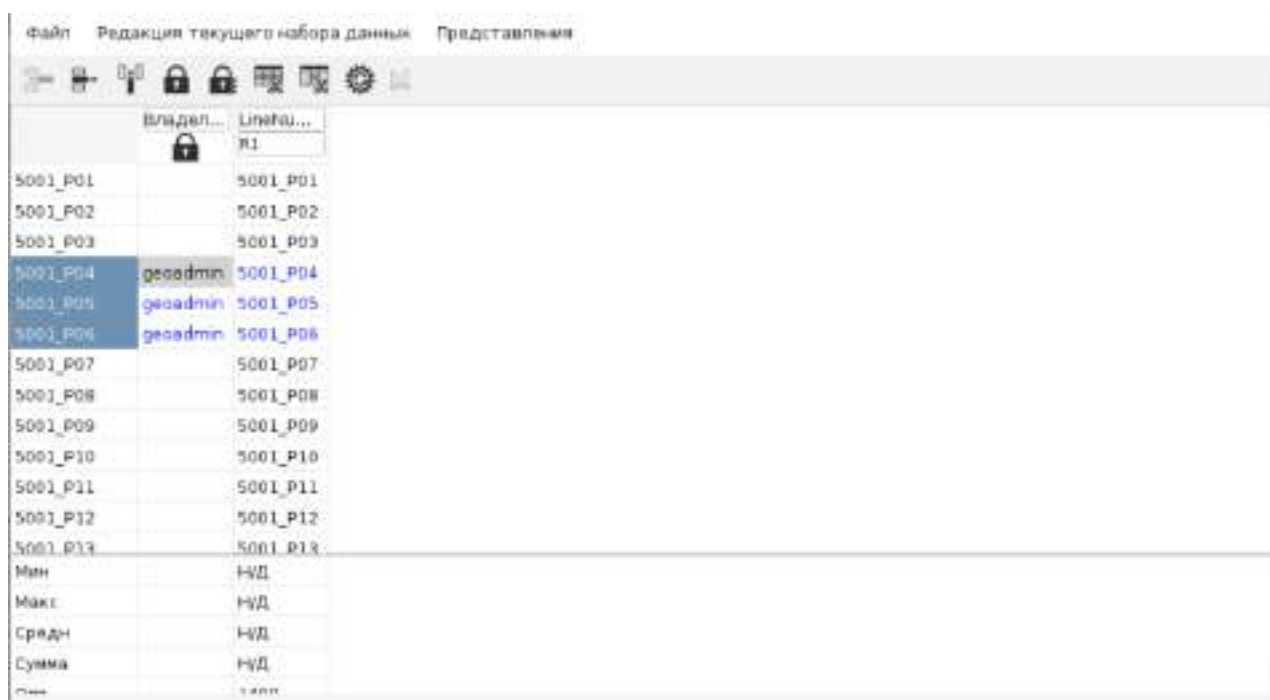 Файл Редакция текущего набора данных Представления
Владел... LineNu...
R1
5001_P01 5001_P01
5001_P02 5001_P02
5001_P03 5001_P03
5001_P04 geoadmin 5001_P04
5001_P05 geoadmin 5001_P05
5001_P06 geoadmin 5001_P06
5001_P07 5001_P07
5001_P08 5001_P08
5001_P09 5001_P09
5001_P10 5001_P10
5001_P11 5001_P11
5001_P12 5001_P12
5001_P13 5001_P13
Мин Н/Д
Макс Н/Д
Средн Н/Д
Сумма Н/Д